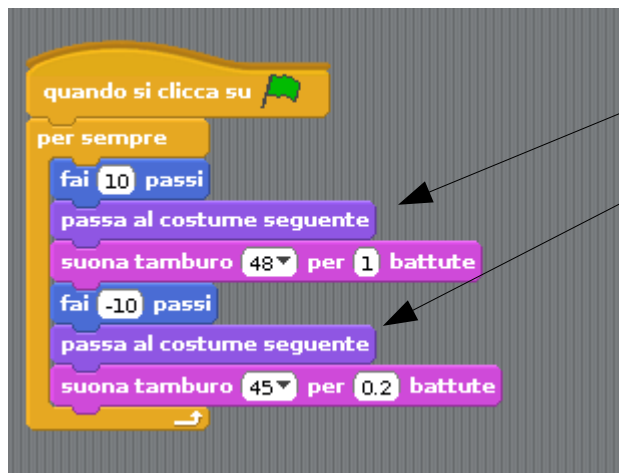 quando si clicca su
per sempre
fai 10 passi
passa al costume seguente
suona tamburo 48 per 1 battute
fai -10 passi
passa al costume seguente
suona tamburo 45 per 0.2 battute